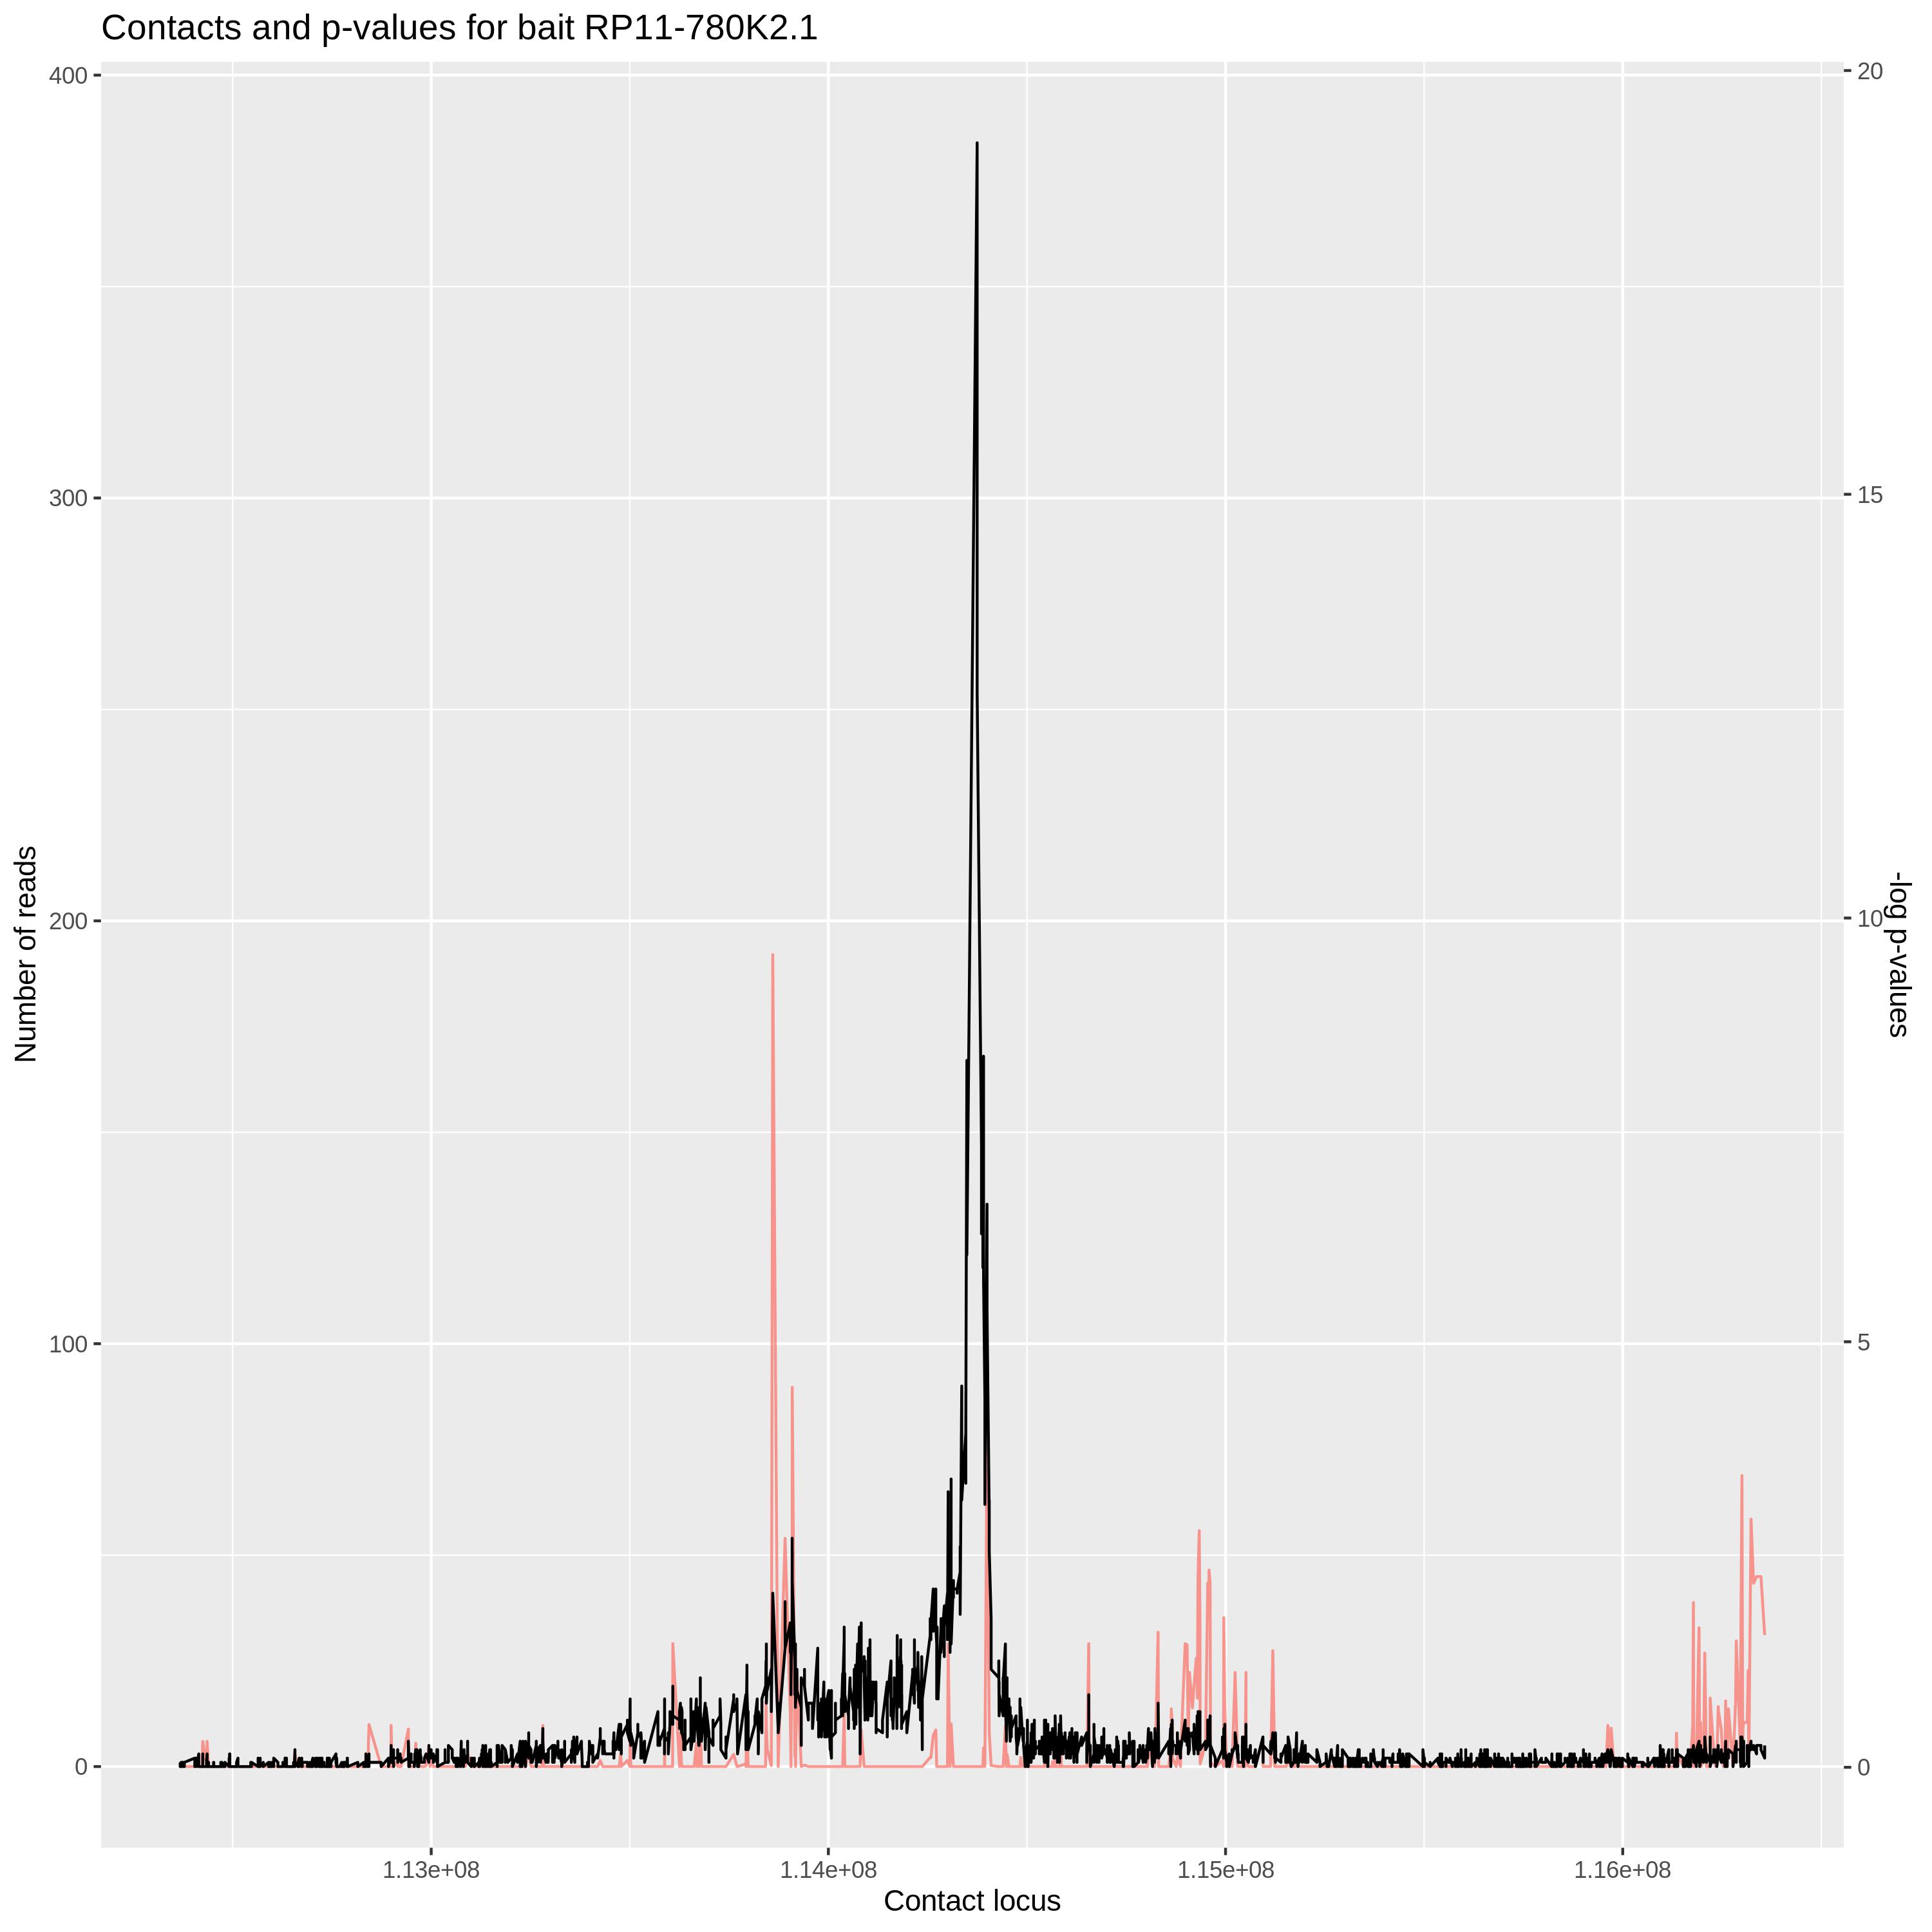 Contacts and p-values for bait RP11-780K2.1
400
300
200
100
0
20
15
10
5
0
Number of reads
-log p-values
1.13e+08
1.14e+08
1.15e+08
1.16e+08
Contact locus